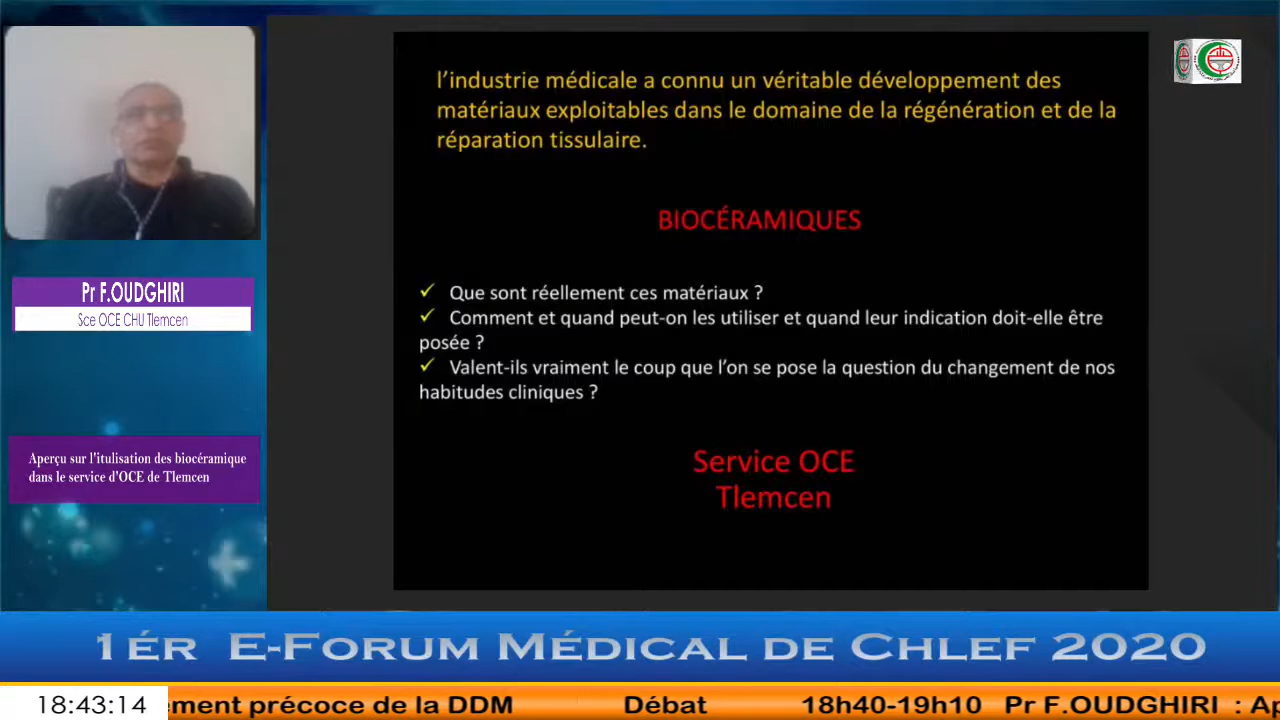 l'industrie médicale a connu un véritable développement des
matériaux exploitables dans le domaine de la régénération et de la
réparation tissulaire.
BIOCÉRAMIQUES
✓ Que sont réellement ces matériaux ?
✓ Comment et quand peut-on les utiliser et quand leur indication doit-elle être
posée ?
✓ Valent-ils vraiment le coup que l'on se pose la question du changement de nos
habitudes cliniques ?
Service OCE
Tlemcen
Pr F.OUDGHIRI
Sce OCE CHU Tlemcen
Aperçu sur l'itulisation des biocéramique
dans le service d'OCE de Tlemcen
1ér E-Forum Médical de Chlef 2020
18:43:14 ement précoce de la DDM Débat 18h40-19h10 Pr F.OUDGHIRI : Ap